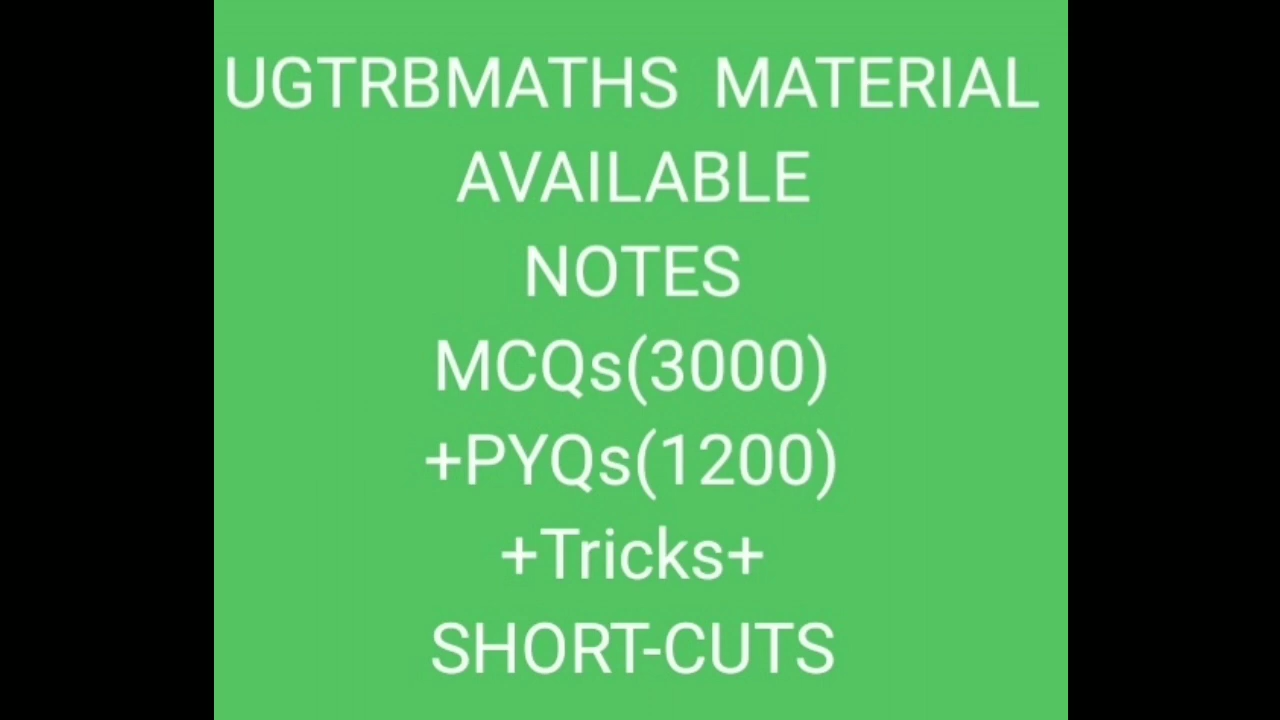 UGTRBMATHS MATERIAL
AVAILABLE
NOTES
MCQs(3000)
+PYQs(1200)
+Tricks+
SHORT-CUTS